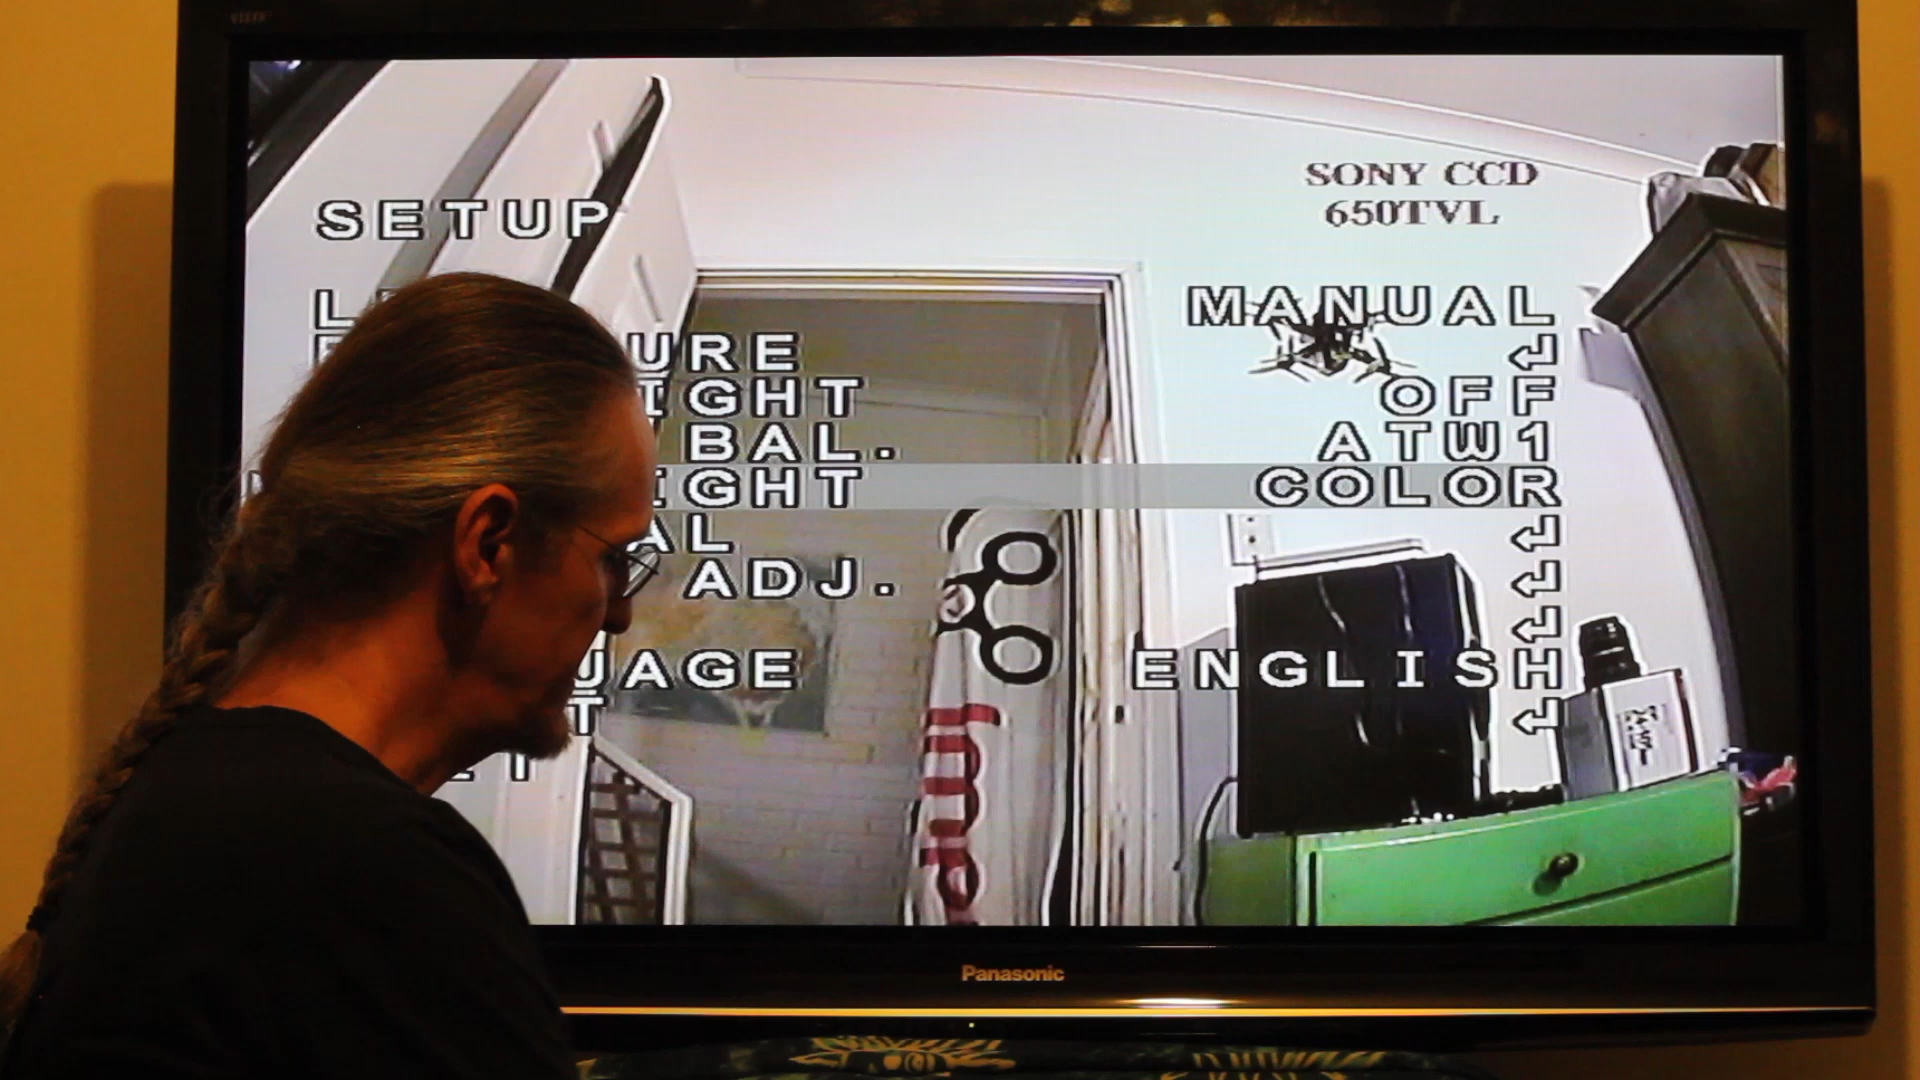 SONY CCD
650TVL
SETUP
MANUAL
URE ↵
IGHT OFF
BAL. ATW1
IGHT COLOR
AL ↵
ADJ. ↵
↵
UAGE ENGLISH
T ↵
Panasonic